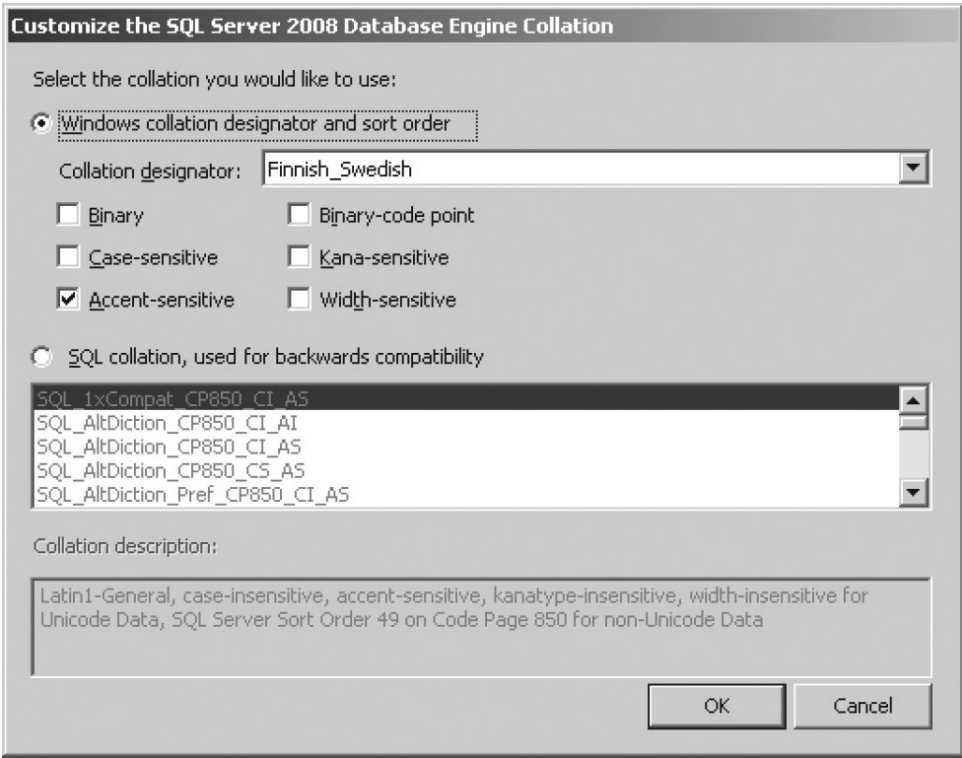 Customize the SQL Server 2008 Database Engine Collation
Select the collation you would like to use:
Windows collation designator and sort order
Collation designator: Finnish_Swedish
Binary Binary-code point
Case-sensitive Kana-sensitive
Accent-sensitive Width-sensitive
SQL collation, used for backwards compatibility
SQL_1xCompat_CP850_CI_AS
SQL_AltDiction_CP850_CI_AI
SQL_AltDiction_CP850_CI_AS
SQL_AltDiction_CP850_CS_AS
SQL_AltDiction_Pref_CP850_CI_AS
Collation description:
Latin1-General, case-insensitive, accent-sensitive, kanatype-insensitive, width-insensitive for
Unicode Data, SQL Server Sort Order 49 on Code Page 850 for non-Unicode Data
OK Cancel